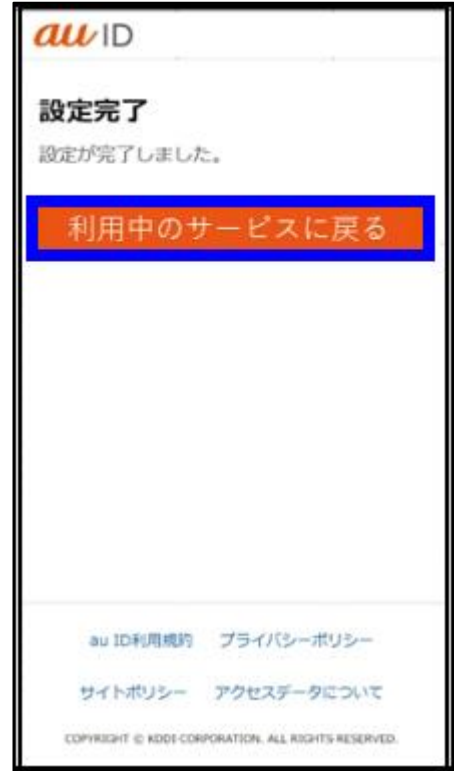 au ID
設定完了
設定が完了しました。
利用中のサービスに戻る
au ID利用規約 プライバシーポリシー
サイトポリシー アクセスデータについて
COPYRIGHT © KDDI CORPORATION. ALL RIGHTS RESERVED.